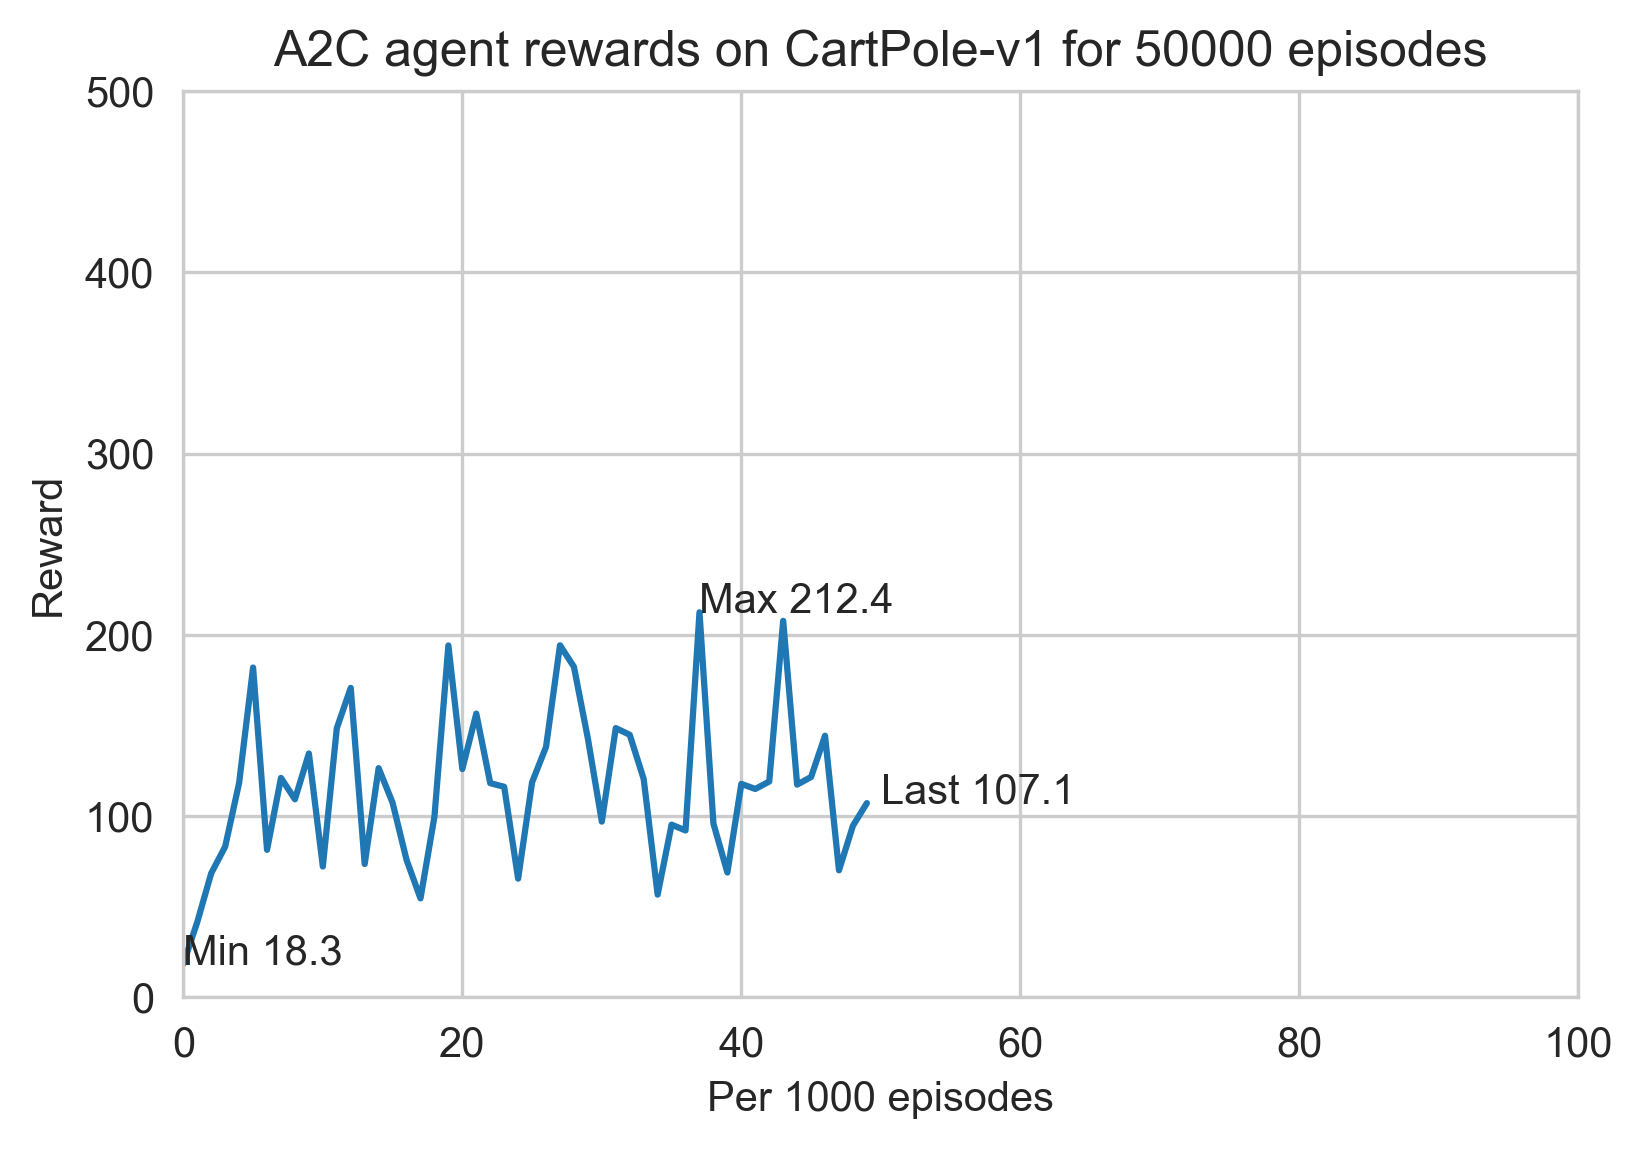 A2C agent rewards on CartPole-v1 for 50000 episodes
500
400
300
200
100
0
Reward
Max 212.4
Last 107.1
Min 18.3
0 20 40 60 80 100
Per 1000 episodes